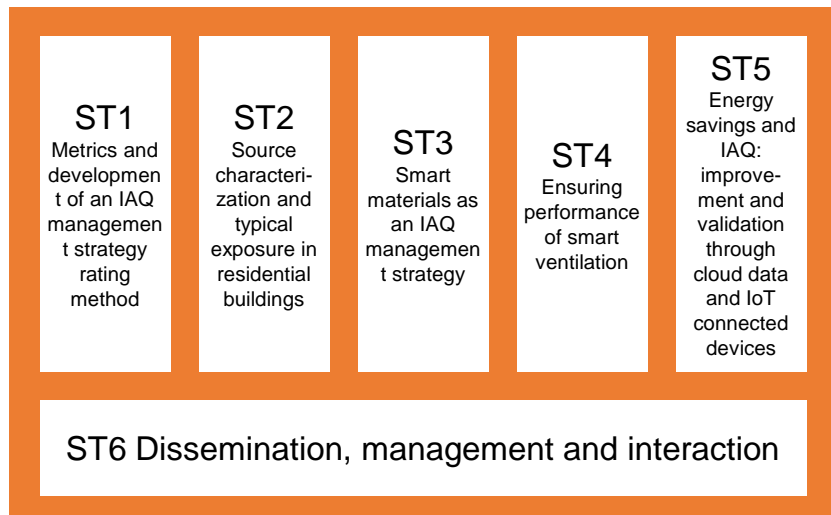 ST1
Metrics and
developmen
t of an IAQ
managemen
t strategy
rating
method
ST2
Source
characteri-
zation and
typical
exposure in
residential
buildings
ST3
Smart
materials as
an IAQ
managemen
t strategy
ST4
Ensuring
performance
of smart
ventilation
ST5
Energy
savings and
IAQ:
improve-
ment and
validation
through
cloud data
and IoT
connected
devices
ST6 Dissemination, management and interaction